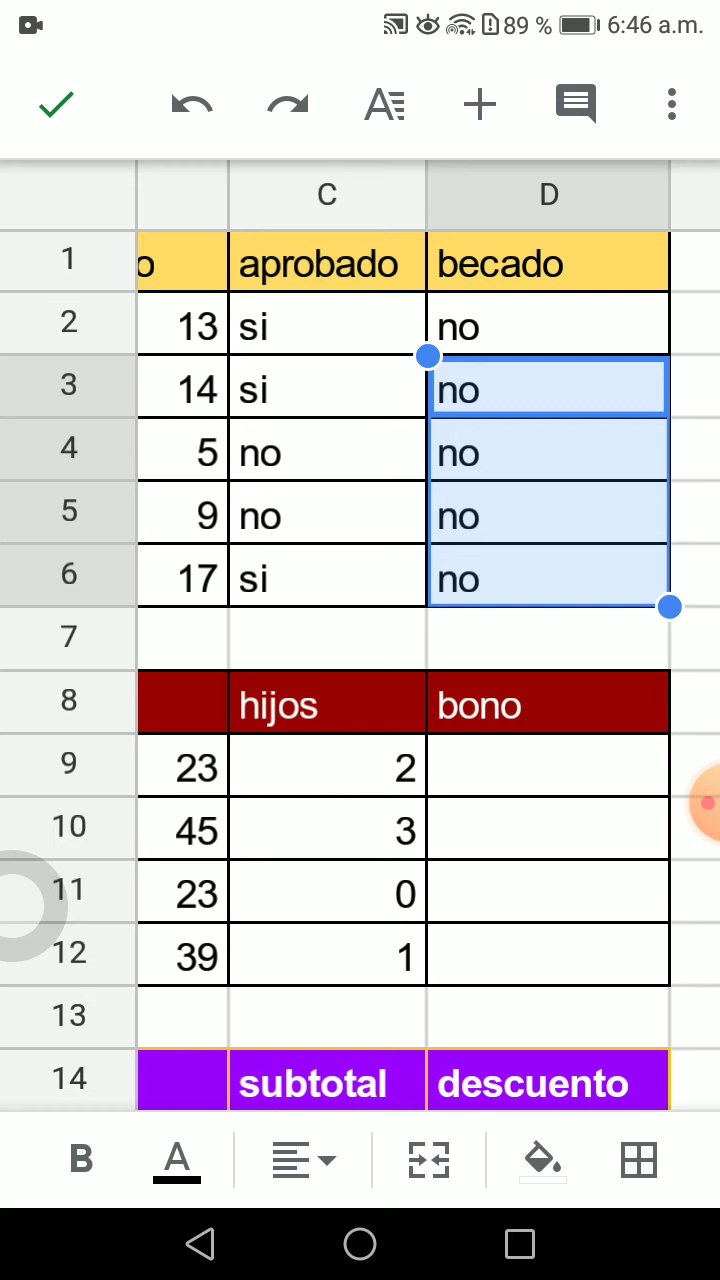 89 % 6:46 a.m.
C D
1 o aprobado becado
2 13 si no
3 14 si no
4 5 no no
5 9 no no
6 17 si no
7
8 hijos bono
9 23 2
10 45 3
11 23 0
12 39 1
13
14 subtotal descuento
B A